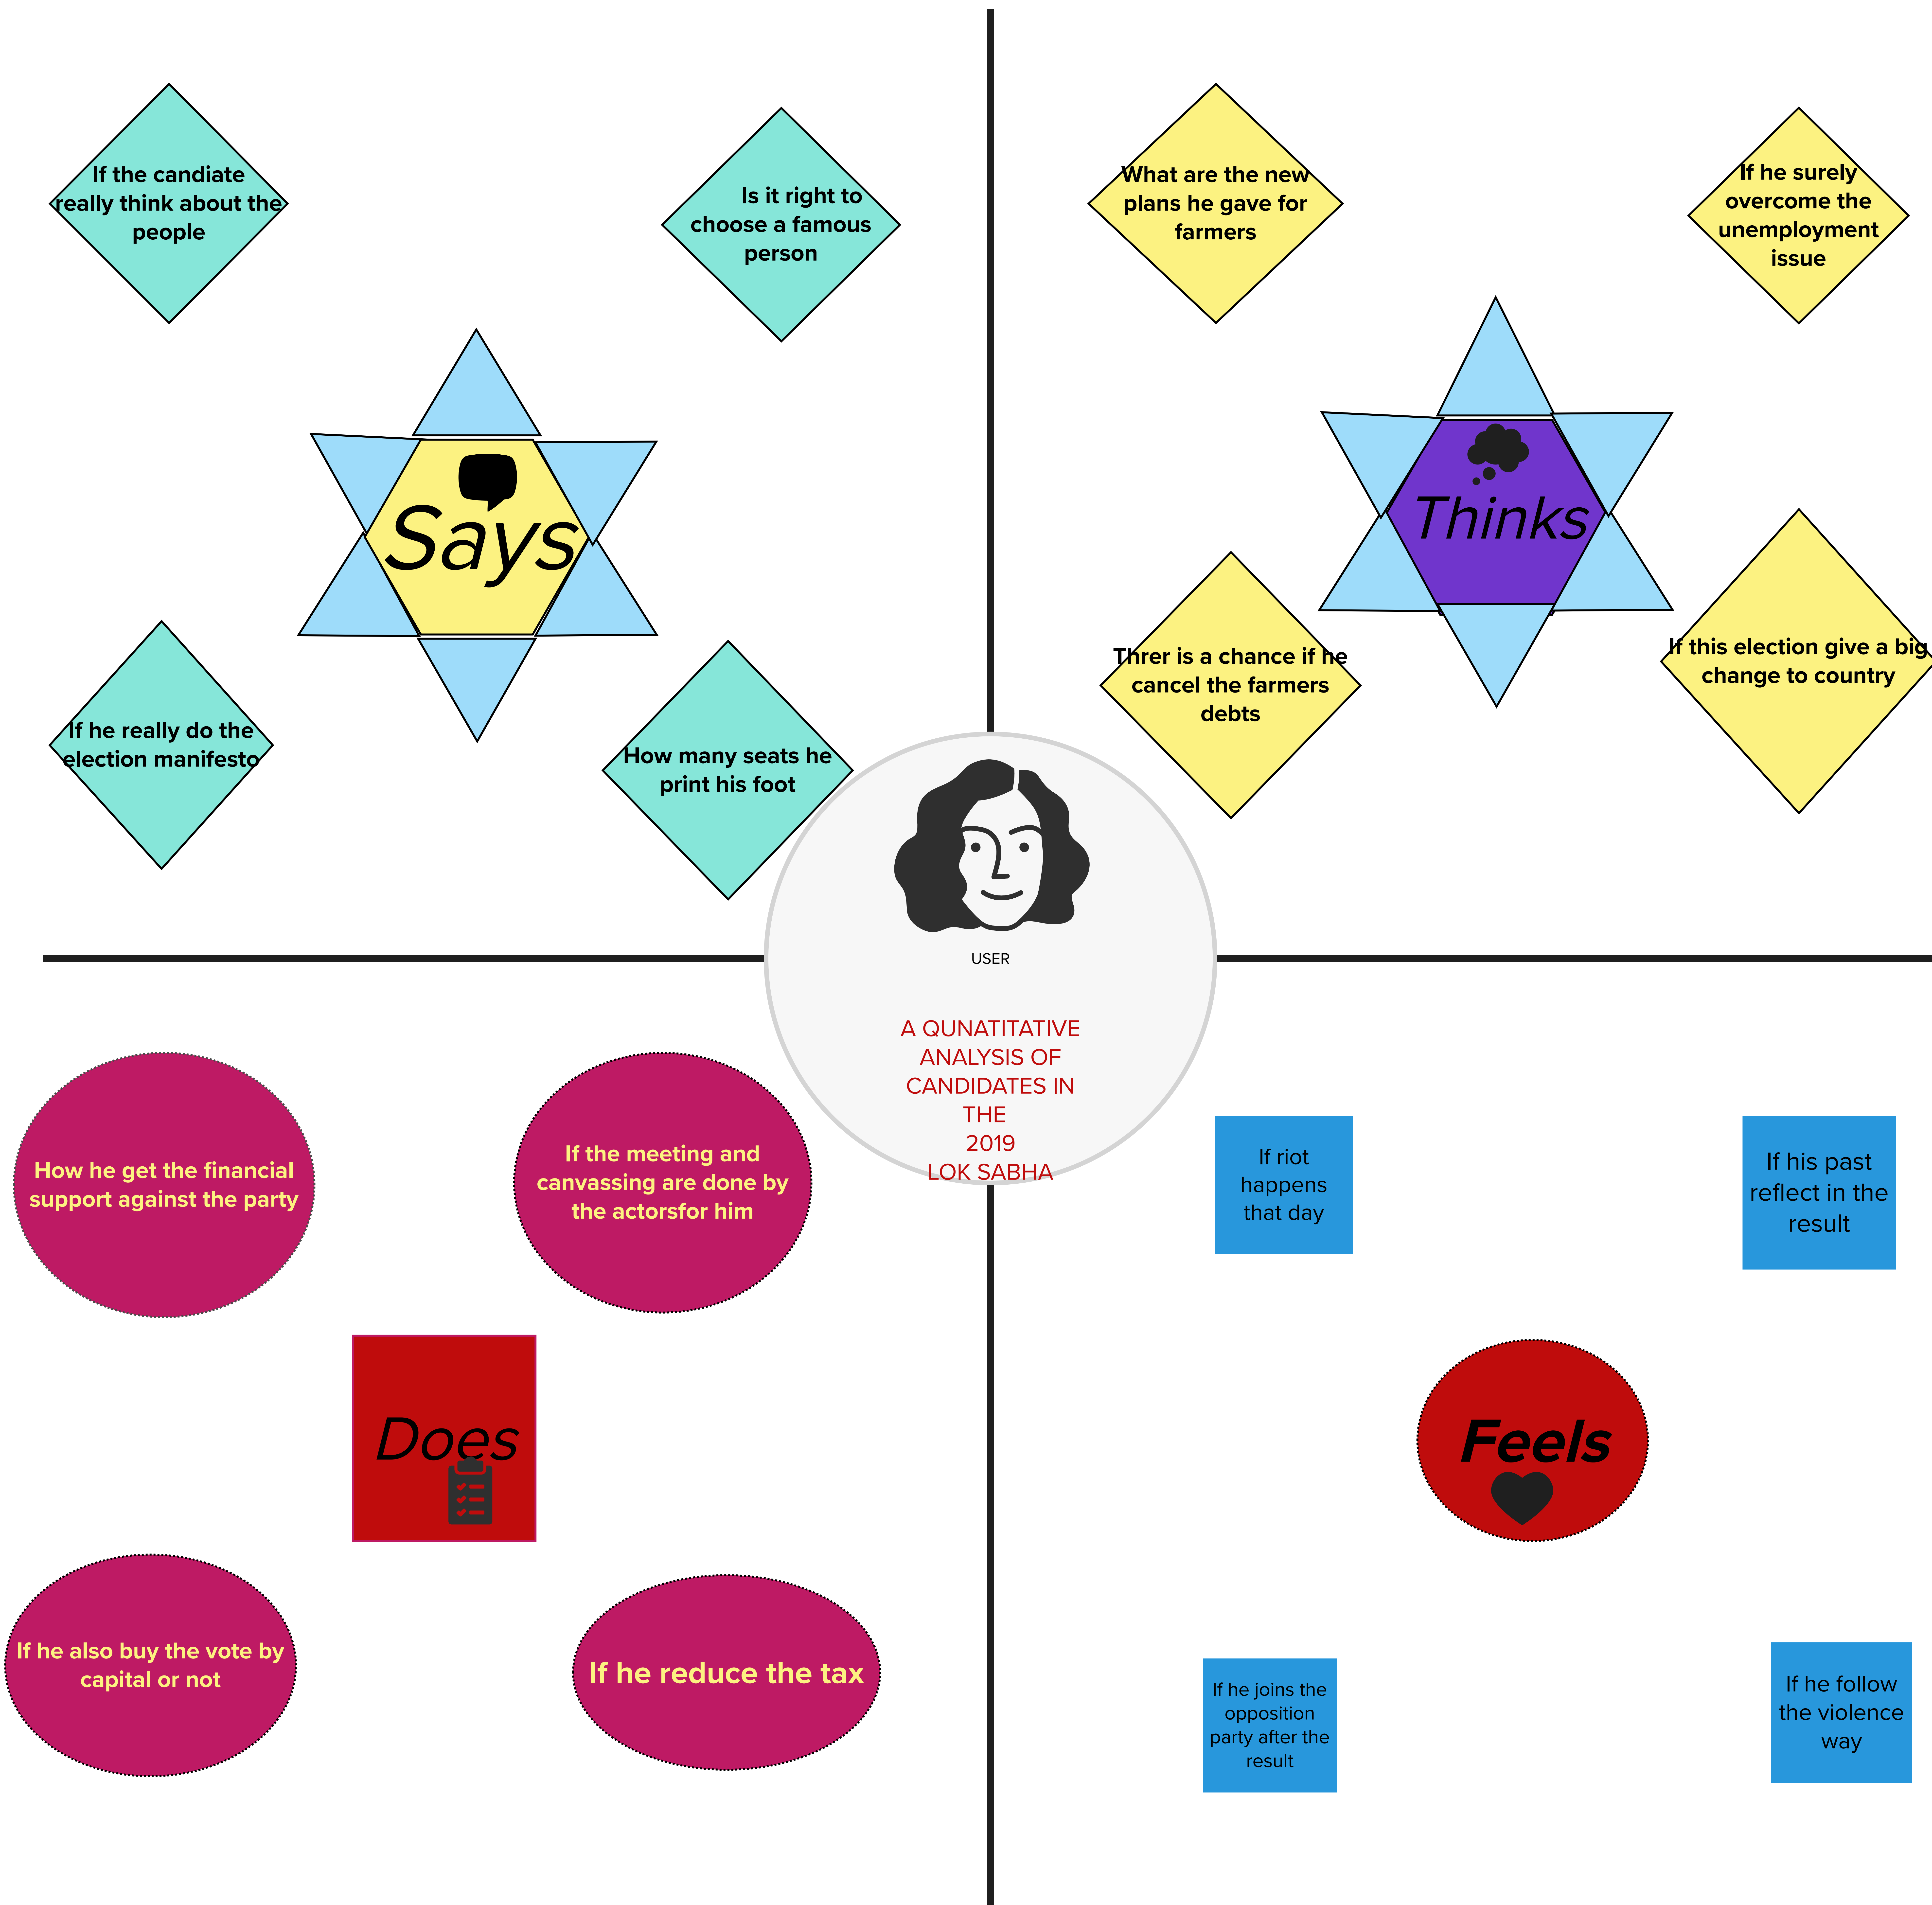 If the candiate
really think about the
people
Is it right to
choose a famous
person
Says
If he really do the
election manifesto
How many seats he
print his foot
What are the new
plans he gave for
farmers
If he surely
overcome the
unemployment
issue
Thinks
Threr is a chance if he
cancel the farmers
debts
If this election give a big
change to country
USER
A QUNATITATIVE
ANALYSIS OF
CANDIDATES IN
THE
2019
LOK SABHA
How he get the financial
support against the party
If the meeting and
canvassing are done by
the actorsfor him
Does
If he also buy the vote by
capital or not
If he reduce the tax
If riot
happens
that day
If his past
reflect in the
result
Feels
If he joins the
opposition
party after the
result
If he follow
the violence
way